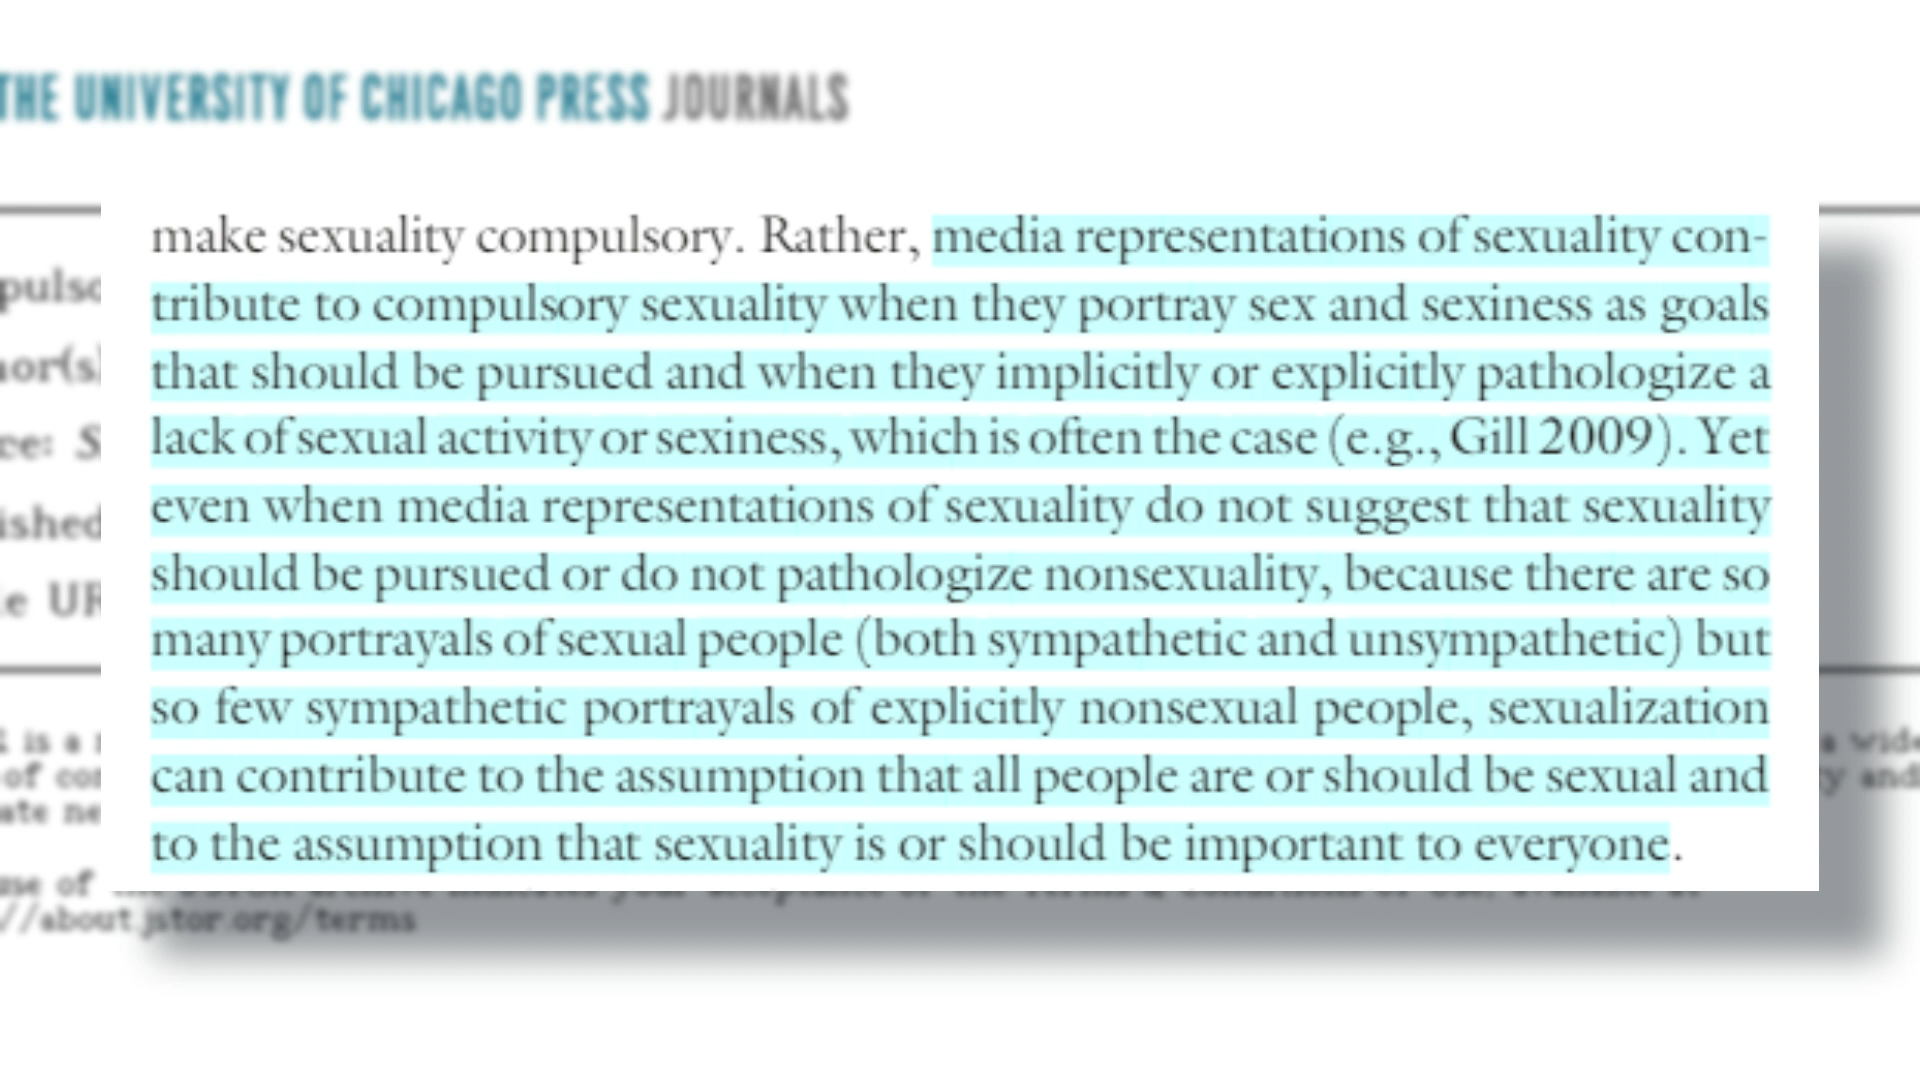 THE UNIVERSITY OF CHICAGO PRESS JOURNALS
make sexuality compulsory. Rather, media representations of sexuality con-
tribute to compulsory sexuality when they portray sex and sexiness as goals
that should be pursued and when they implicitly or explicitly pathologize a
lack of sexual activity or sexiness, which is often the case (e.g., Gill 2009). Yet
even when media representations of sexuality do not suggest that sexuality
should be pursued or do not pathologize nonsexuality, because there are so
many portrayals of sexual people (both sympathetic and unsympathetic) but
so few sympathetic portrayals of explicitly nonsexual people, sexualization
can contribute to the assumption that all people are or should be sexual and
to the assumption that sexuality is or should be important to everyone.
//about.jstor.org/terms